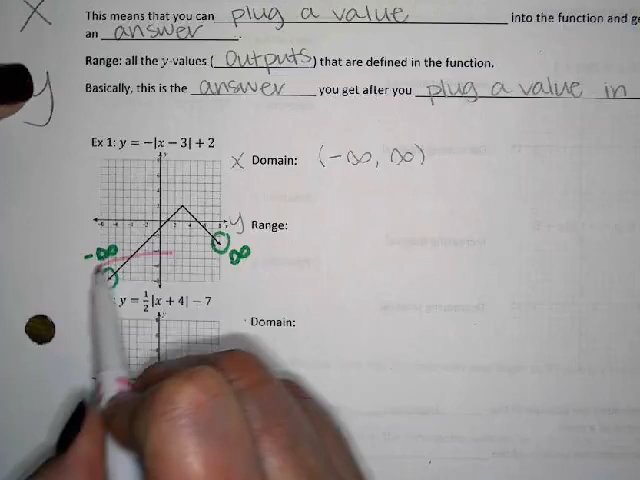 X This means that you can plug a value into the function and ge
an answer.
Range: all the y-values (outputs) that are defined in the function.
y Basically, this is the answer you get after you plug a value in
Ex 1: y = −|x − 3| + 2
X Domain: (-∞, ∞)
y Range:
-∞ ∞
: y = 1/2|x + 4| − 7
Domain: